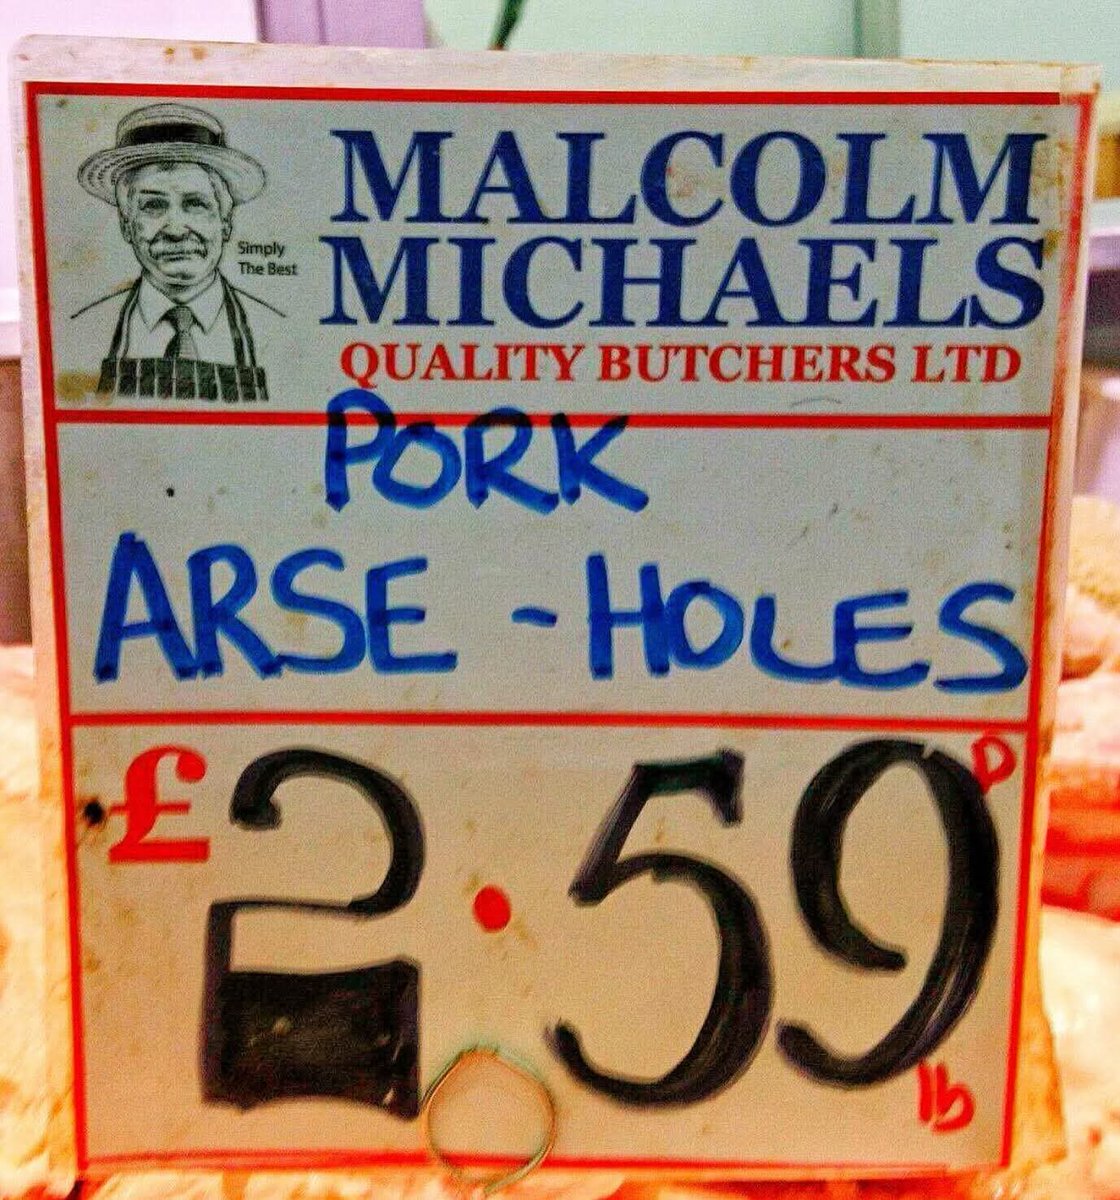 Simply
The Best
MALCOLM
MICHAELS
QUALITY BUTCHERS LTD
PORK
ARSE - HOLES
£2.59p
lb